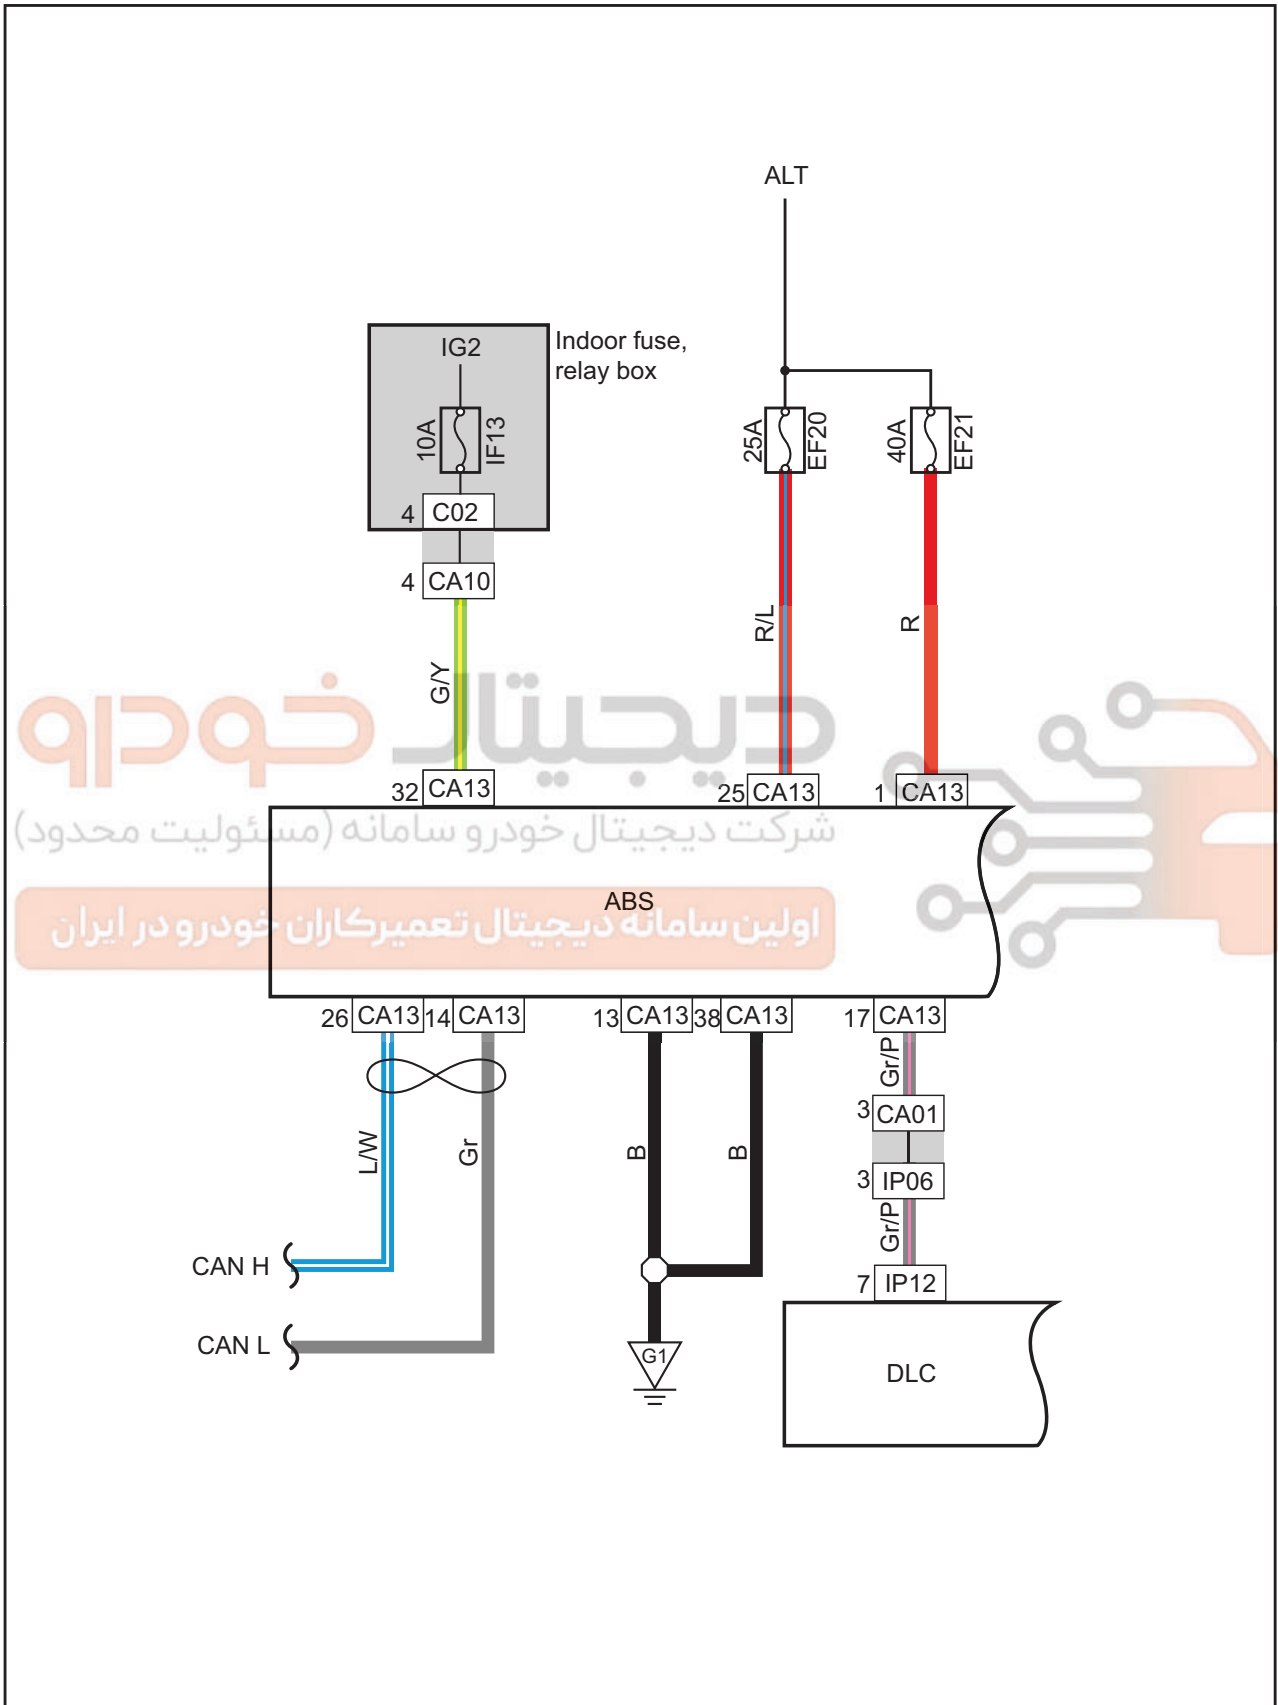 ALT
IG2
Indoor fuse,
relay box
10A
IF13
25A
EF20
40A
EF21
4 C02
4 CA10
G/Y
R/L
R
دیجیتال خودرو
32 CA13
25 CA13
1 CA13
شرکت دیجیتال خودرو سامانه (مسئولیت محدود)
ABS
اولین سامانه دیجیتال تعمیرکاران خودرو در ایران
26 CA13
14 CA13
13 CA13
38 CA13
17 CA13
Gr/P
3 CA01
L/W
Gr
B
B
3 IP06
Gr/P
CAN H
7 IP12
CAN L
G1
DLC